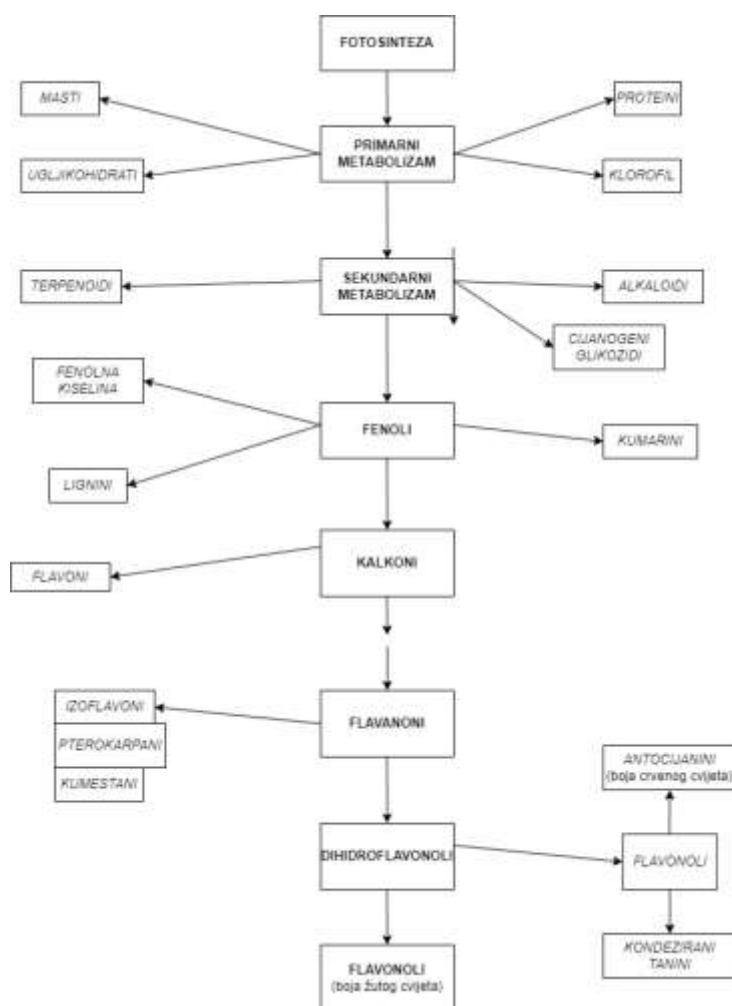 FOTOSINTEZA
MASTI
PROTEINI
PRIMARNI
METABOLIZAM
UGLJIKOHIDRATI
KLOROFIL
SEKUNDARNI
METABOLIZAM
TERPENOIDI
ALKALOIDI
CIJANOGENI
GLIKOZIDI
FENOLNA
KISELINA
FENOLI
KUMARINI
LIGNINI
KALKONI
FLAVONI
IZOFLAVONI
FLAVANONI
PTEROKARPANI
KUMESTANI
ANTOCIJANINI
(boja crvenog cvijeta)
DIHIDROFLAVONOLI
FLAVONOLI
KONDEZIRANI
TANINI
FLAVONOLI
(boja žutog cvijeta)